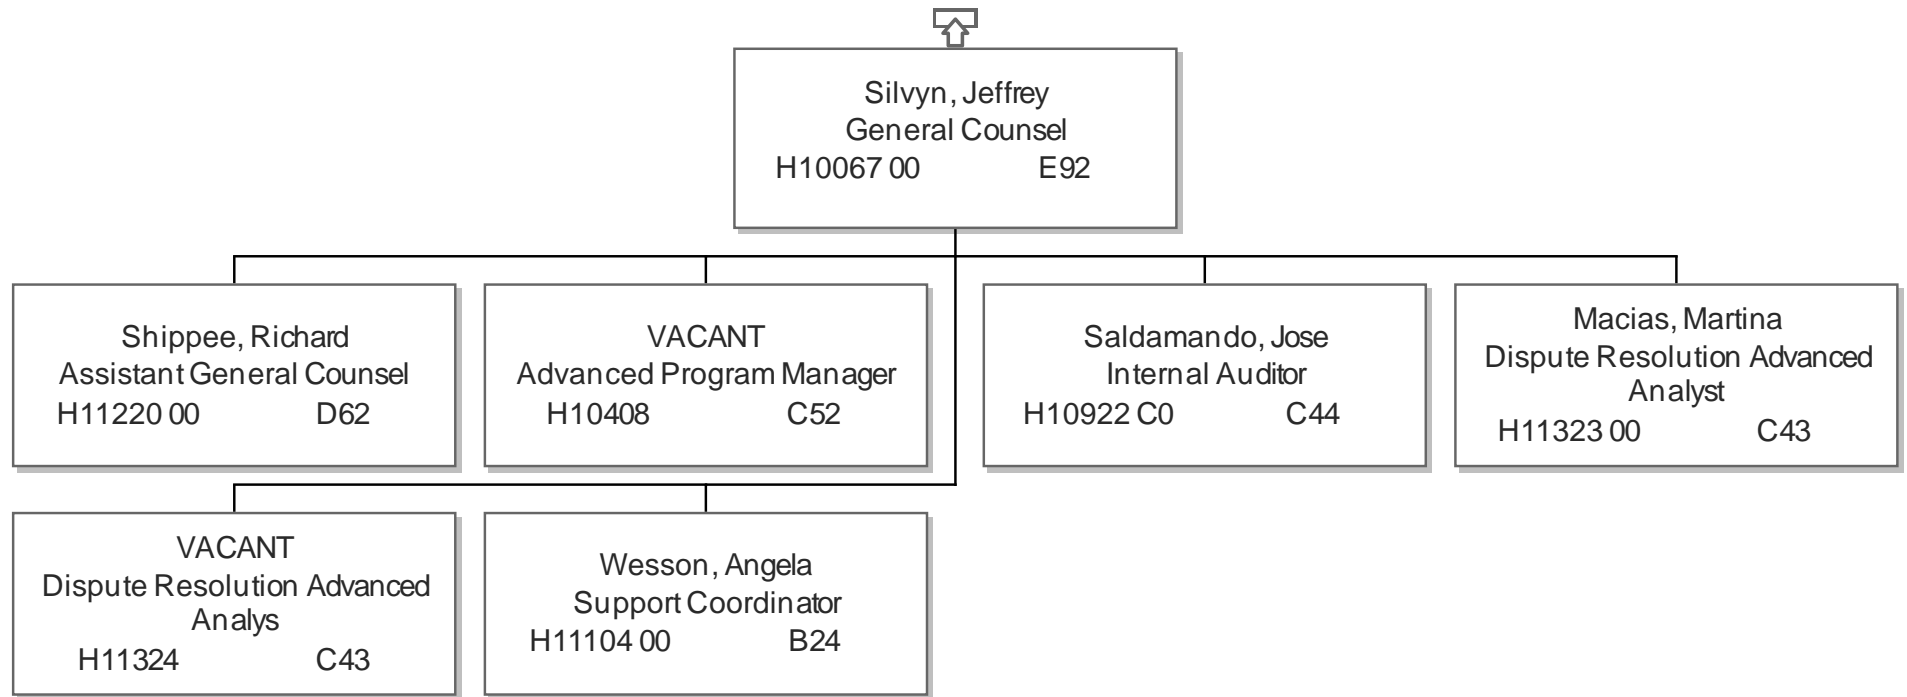 Silvyn, Jeffrey
General Counsel
H10067 00 E92
Shippee, Richard
Assistant General Counsel
H11220 00 D62
VACANT
Advanced Program Manager
H10408 C52
Saldamando, Jose
Internal Auditor
H10922 C0 C44
Macias, Martina
Dispute Resolution Advanced
Analyst
H11323 00 C43
VACANT
Dispute Resolution Advanced
Analys
H11324 C43
Wesson, Angela
Support Coordinator
H11104 00 B24